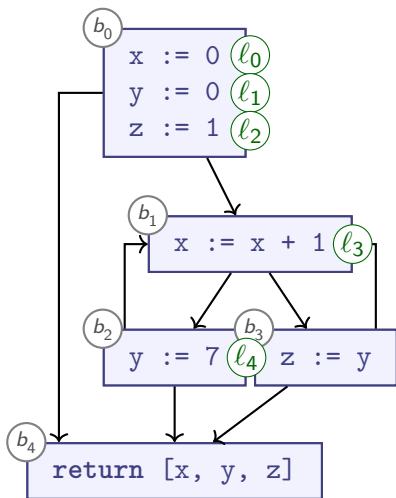 b₀
x := 0 ℓ₀
y := 0 ℓ₁
z := 1 ℓ₂
b₁
x := x + 1 ℓ₃
b₂
y := 7 ℓ₄
b₃
z := y
b₄
return [x, y, z]